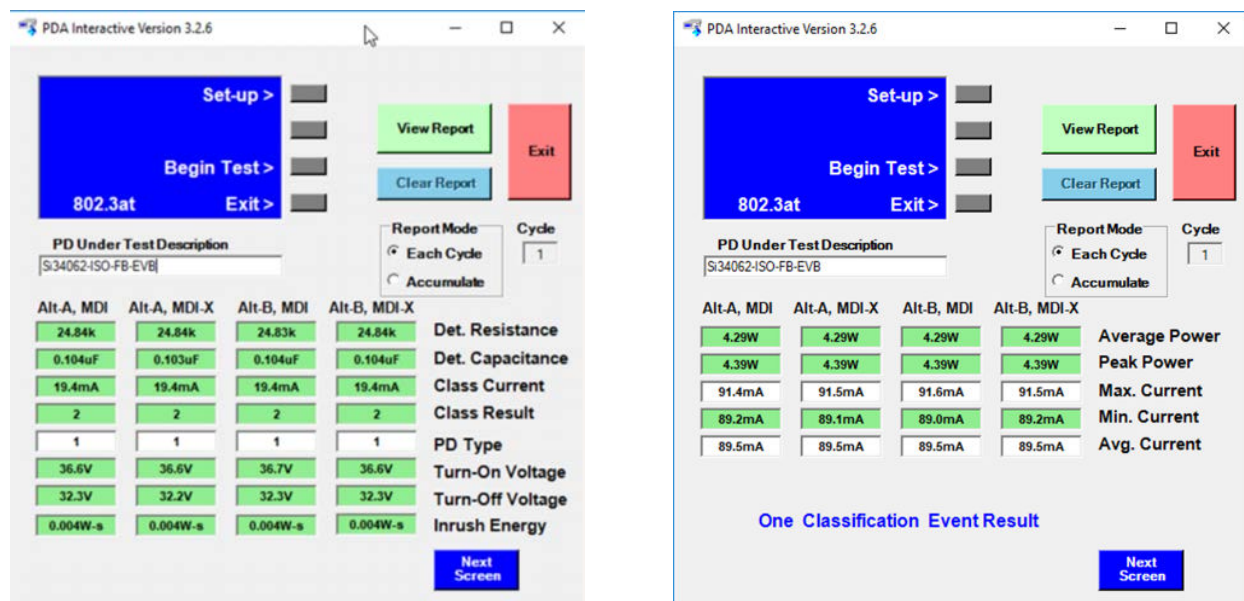 PDA Interactive Version 3.2.6
Set-up >
Begin Test >
802.3at Exit >
View Report
Clear Report
Exit
PD Under Test Description
Si34062-ISO-FB-EVB
Report Mode
Each Cycle
Accumulate
Cycle
1
Alt-A, MDI Alt-A, MDI-X Alt-B, MDI Alt-B, MDI-X
24.84k 24.84k 24.83k 24.84k Det. Resistance
0.104uF 0.103uF 0.104uF 0.104uF Det. Capacitance
19.4mA 19.4mA 19.4mA 19.4mA Class Current
2 2 2 2 Class Result
1 1 1 1 PD Type
36.6V 36.6V 36.7V 36.6V Turn-On Voltage
32.3V 32.2V 32.3V 32.3V Turn-Off Voltage
0.004W-s 0.004W-s 0.004W-s 0.004W-s Inrush Energy
Next
Screen
PDA Interactive Version 3.2.6
Set-up >
Begin Test >
802.3at Exit >
View Report
Clear Report
Exit
PD Under Test Description
Si34062-ISO-FB-EVB
Report Mode
Each Cycle
Accumulate
Cycle
1
Alt-A, MDI Alt-A, MDI-X Alt-B, MDI Alt-B, MDI-X
4.29W 4.29W 4.29W 4.29W Average Power
4.39W 4.39W 4.39W 4.39W Peak Power
91.4mA 91.5mA 91.6mA 91.5mA Max. Current
89.2mA 89.1mA 89.0mA 89.2mA Min. Current
89.5mA 89.5mA 89.5mA 89.5mA Avg. Current
One Classification Event Result
Next
Screen